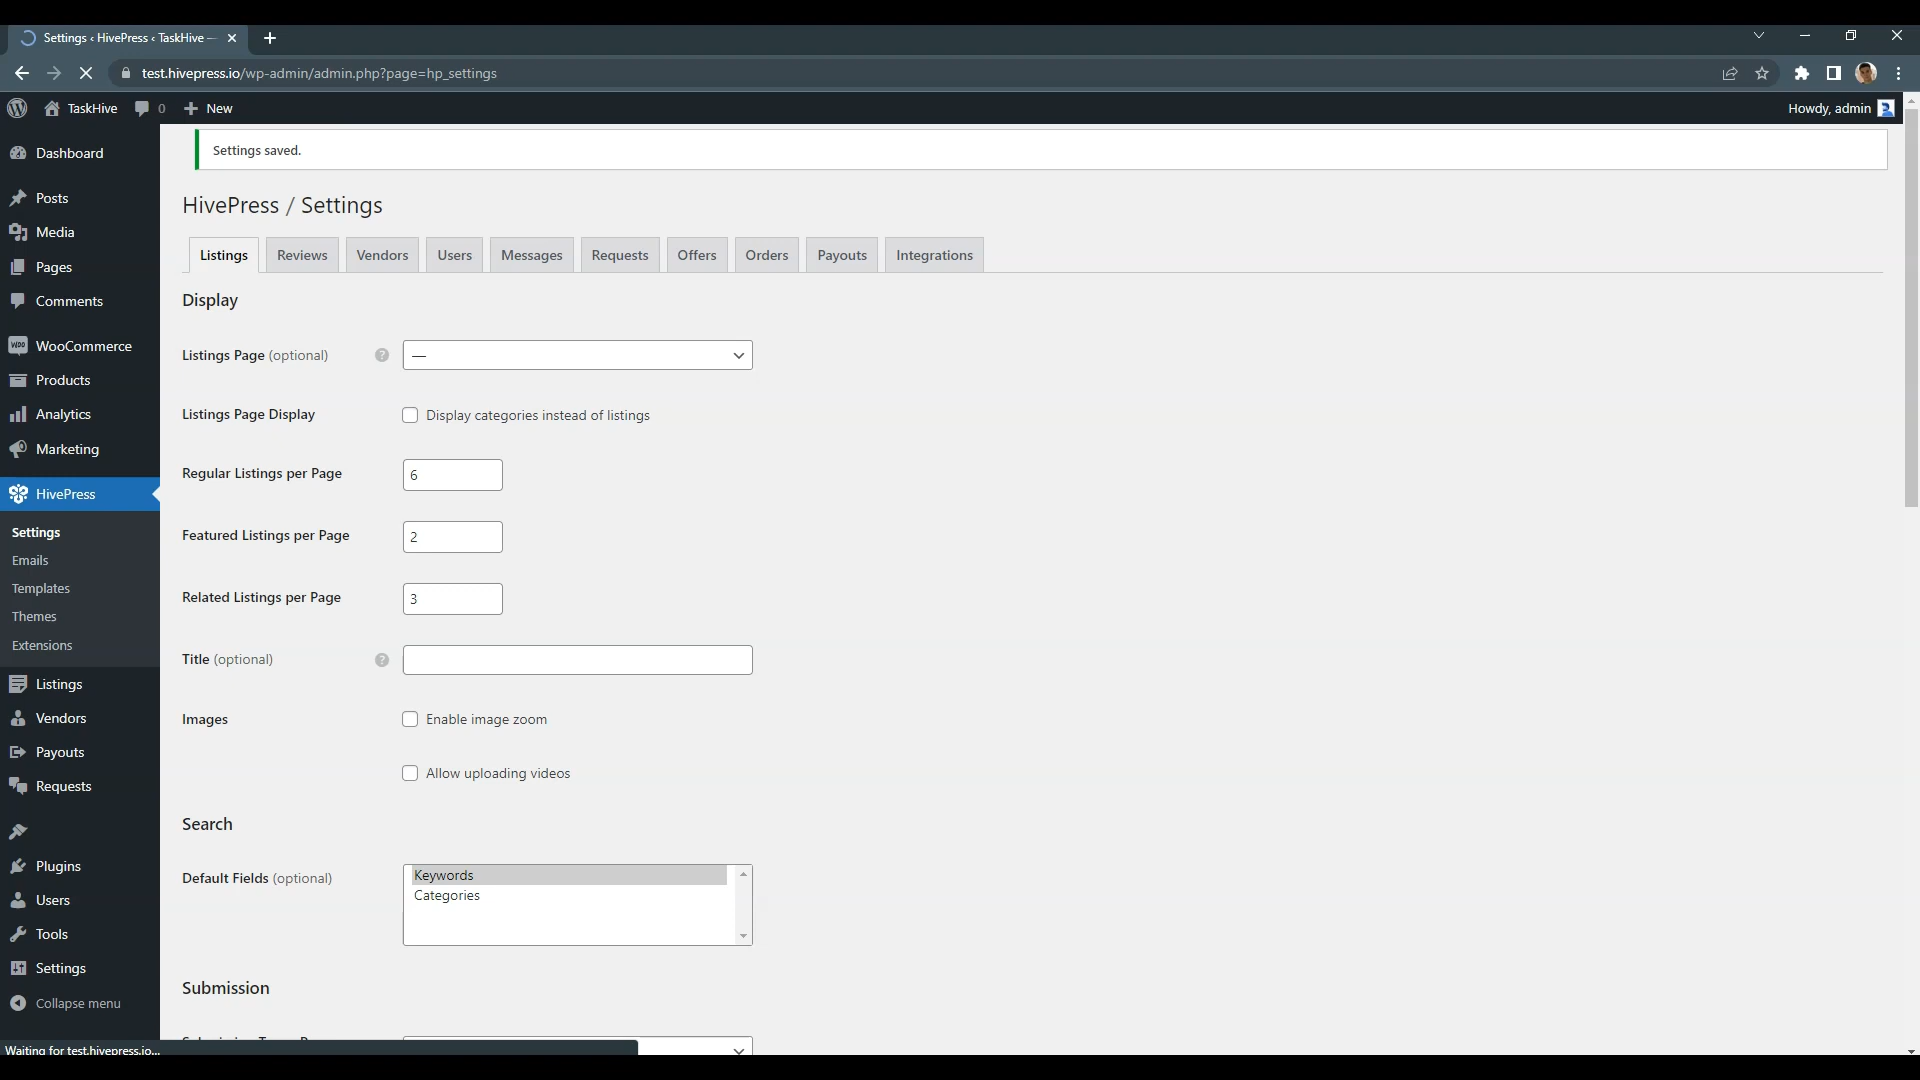 Settings ‹ HivePress ‹ TaskHive —
test.hivepress.io/wp-admin/admin.php?page=hp_settings
TaskHive 0 New
Howdy, admin
Dashboard
Posts
Media
Pages
Comments
WooCommerce
Products
Analytics
Marketing
HivePress
Settings
Emails
Templates
Themes
Extensions
Listings
Vendors
Payouts
Requests
Plugins
Users
Tools
Settings
Collapse menu
Waiting for test.hivepress.io...
Settings saved.
HivePress / Settings
Listings Reviews Vendors Users Messages Requests Offers Orders Payouts Integrations
Display
Listings Page (optional) ? —
Listings Page Display Display categories instead of listings
Regular Listings per Page 6
Featured Listings per Page 2
Related Listings per Page 3
Title (optional) ?
Images Enable image zoom
Allow uploading videos
Search
Default Fields (optional) Keywords
Categories
Submission